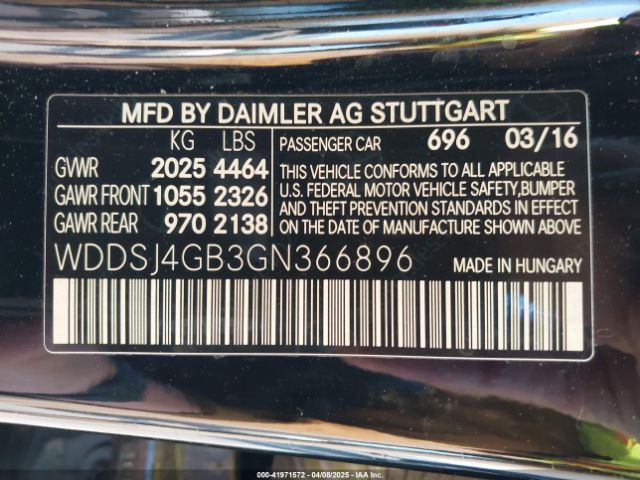 MFD BY DAIMLER AG STUTTGART
KG LBS PASSENGER CAR 696 03/16
GVWR 2025 4464
GAWR FRONT 1055 2326
GAWR REAR 970 2138
THIS VEHICLE CONFORMS TO ALL APPLICABLE
U.S. FEDERAL MOTOR VEHICLE SAFETY,BUMPER
AND THEFT PREVENTION STANDARDS IN EFFECT
ON THE DATE OF MANUFACTURE SHOWN ABOVE
WDDSJ4GB3GN366896 MADE IN HUNGARY
000-41971572 04/08/2025 IAAI.COM